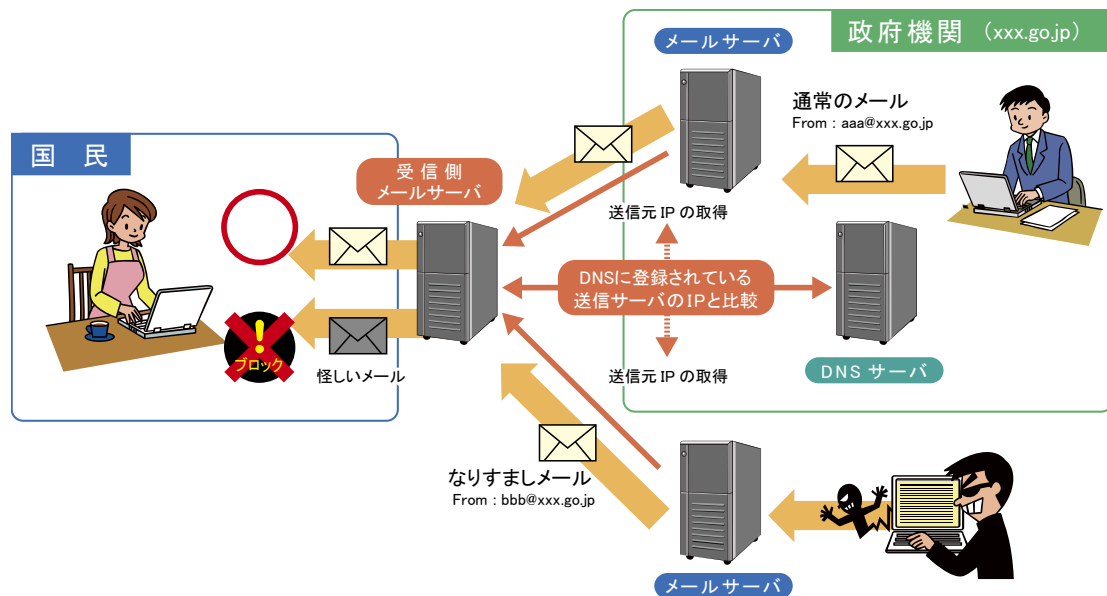 メールサーバ
政府機関（xxx.go.jp）
通常のメール
From : aaa@xxx.go.jp
国 民
受信側
メールサーバ
送信元 IP の取得
DNSに登録されている
送信サーバのIPと比較
!
ブロック
怪しいメール
送信元 IP の取得
DNS サーバ
なりすましメール
From : bbb@xxx.go.jp
メールサーバ